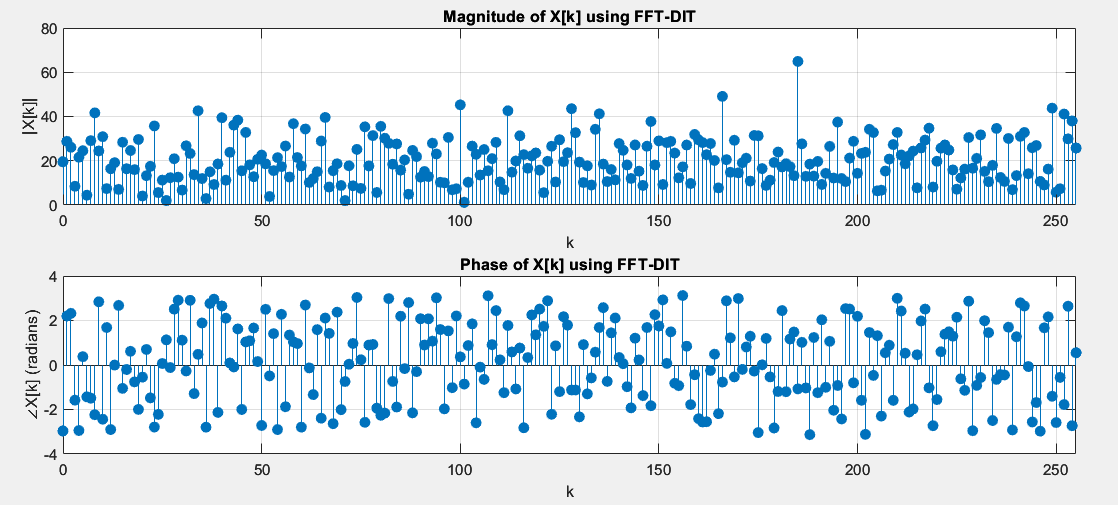 Magnitude of X[k] using FFT-DIT
80
60
40
20
0
|X[k]|
0 50 100 150 200 250
k
Phase of X[k] using FFT-DIT
4
2
0
-2
-4
∠X[k] (radians)
0 50 100 150 200 250
k